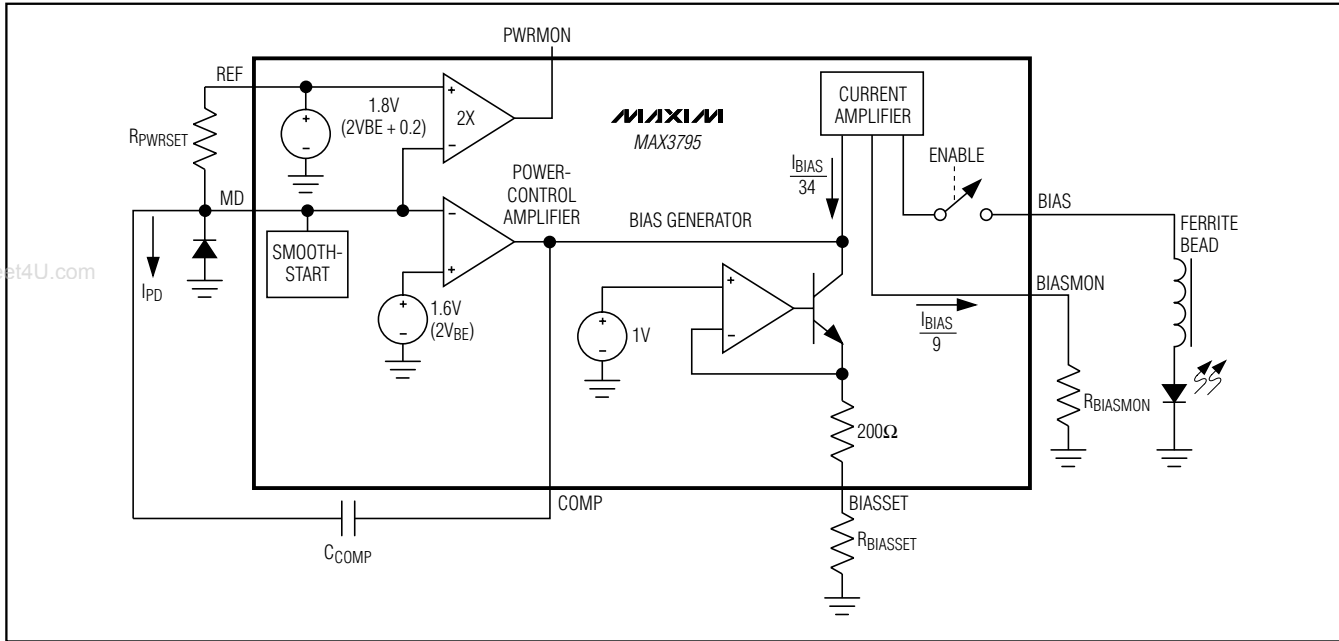 PWRMON
REF
1.8V
(2VBE + 0.2)
2X
MAXIM
MAX3795
CURRENT
AMPLIFIER
RPWRSET
ENABLE
IBIAS
34
MD
POWER-
CONTROL
AMPLIFIER
BIAS GENERATOR
BIAS
FERRITE
BEAD
SMOOTH-
START
et4U.com
IPD
1.6V
(2VBE)
1V
BIASMON
IBIAS
9
RBIASMON
200Ω
COMP
BIASSET
CCOMP
RBIASSET